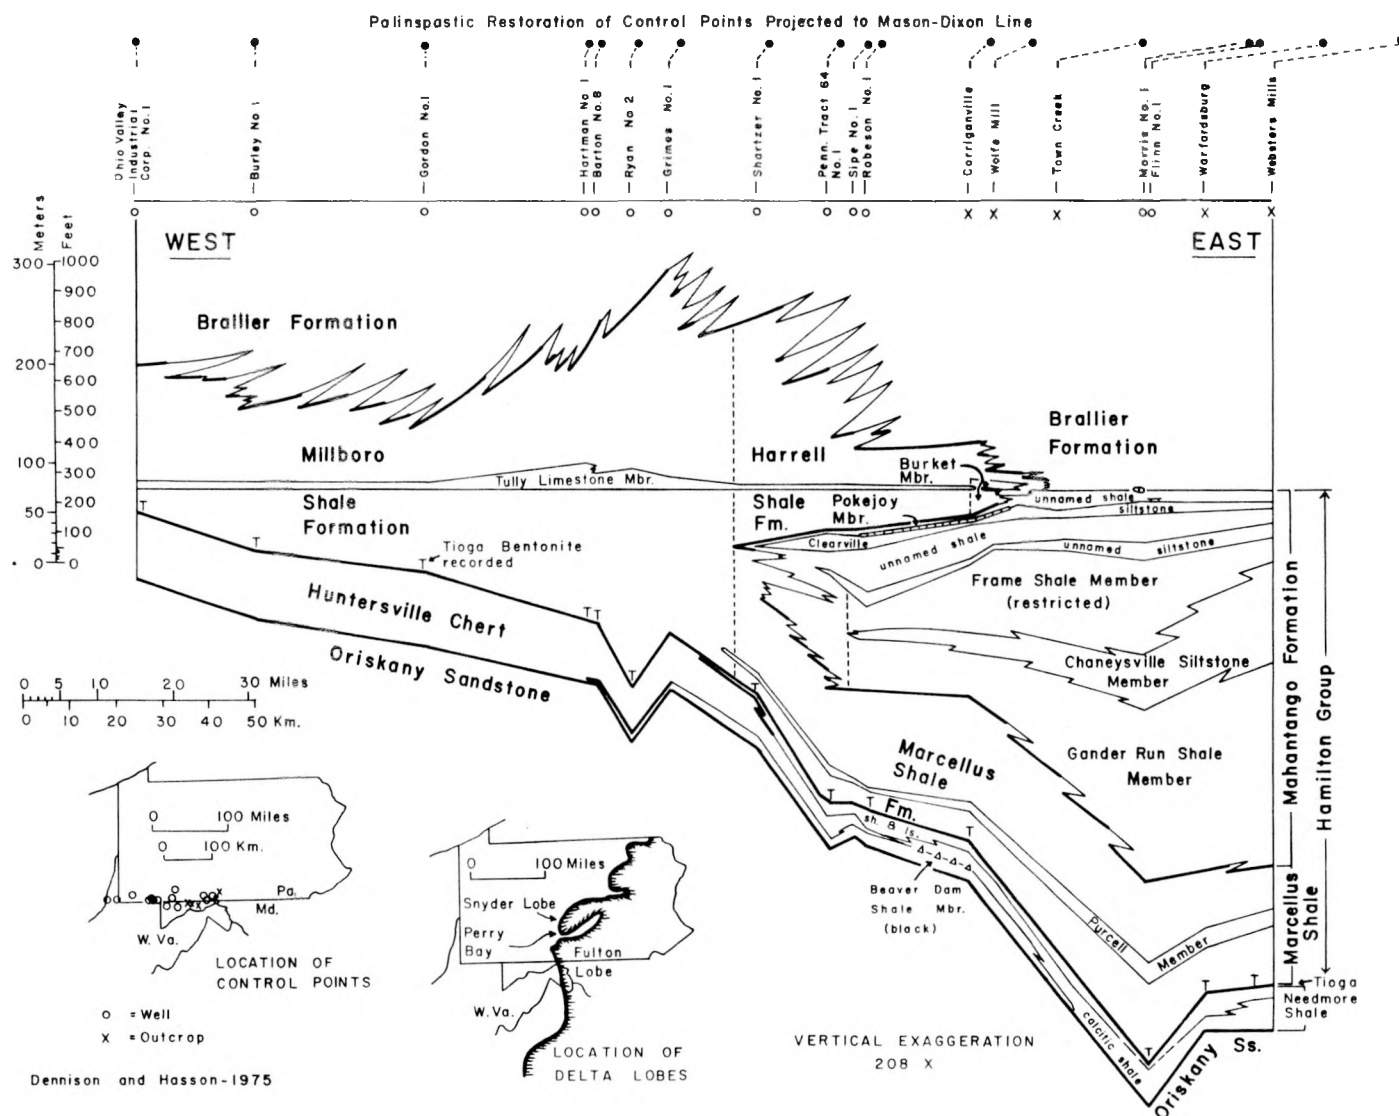 Palinspastic Restoration of Control Points Projected to Mason-Dixon Line
Ohio Valley
Industrial
Corp. No. 1
Burley No 1
Gordon No. 1
Hartman No 1
Barton No. 8
Ryan No 2
Grimes No. 1
Shartzer No. 1
Penn. Tract 64
No. 1
Sipe No. 1
Robeson No. 1
Corriganville
Wolfe Mill
Town Creek
Morris No. 1
Flinn No. 1
Warfordsburg
Websters Mills
Meters
Feet
WEST
EAST
300
1000
900
800
700
200
600
500
400
100
300
200
50
100
0
0
Brallier Formation
Millboro
Tully Limestone Mbr.
Shale
Formation
Tioga Bentonite
recorded
Huntersville Chert
Oriskany Sandstone
Harrell
Shale
Fm.
Burket
Mbr.
Pokejoy
Mbr.
Brallier
Formation
unnamed shale
siltstone
Clearville
unnamed shale
unnamed
siltstone
Frame Shale Member
(restricted)
Chaneysville Siltstone
Member
Gander Run Shale
Member
Marcellus
Shale
Fm.
sh. & ls.
Beaver Dam
Shale Mbr.
(black)
Purcell
Member
calcitic shale
Oriskany
Ss.
Mahantango Formation
Hamilton Group
Marcellus
Shale
Tioga
Needmore
Shale
T
T
T
T T
T
T
T
T
T
T
T
T
0 5 10 20 30 Miles
0 10 20 30 40 50 Km.
0 100 Miles
0 100 Km.
Pa.
Md.
W. Va.
LOCATION OF
CONTROL POINTS
o = Well
x = Outcrop
Dennison and Hasson-1975
0 100 Miles
Snyder Lobe
Perry
Bay
Fulton
Lobe
W. Va.
LOCATION OF
DELTA LOBES
VERTICAL EXAGGERATION
208 X